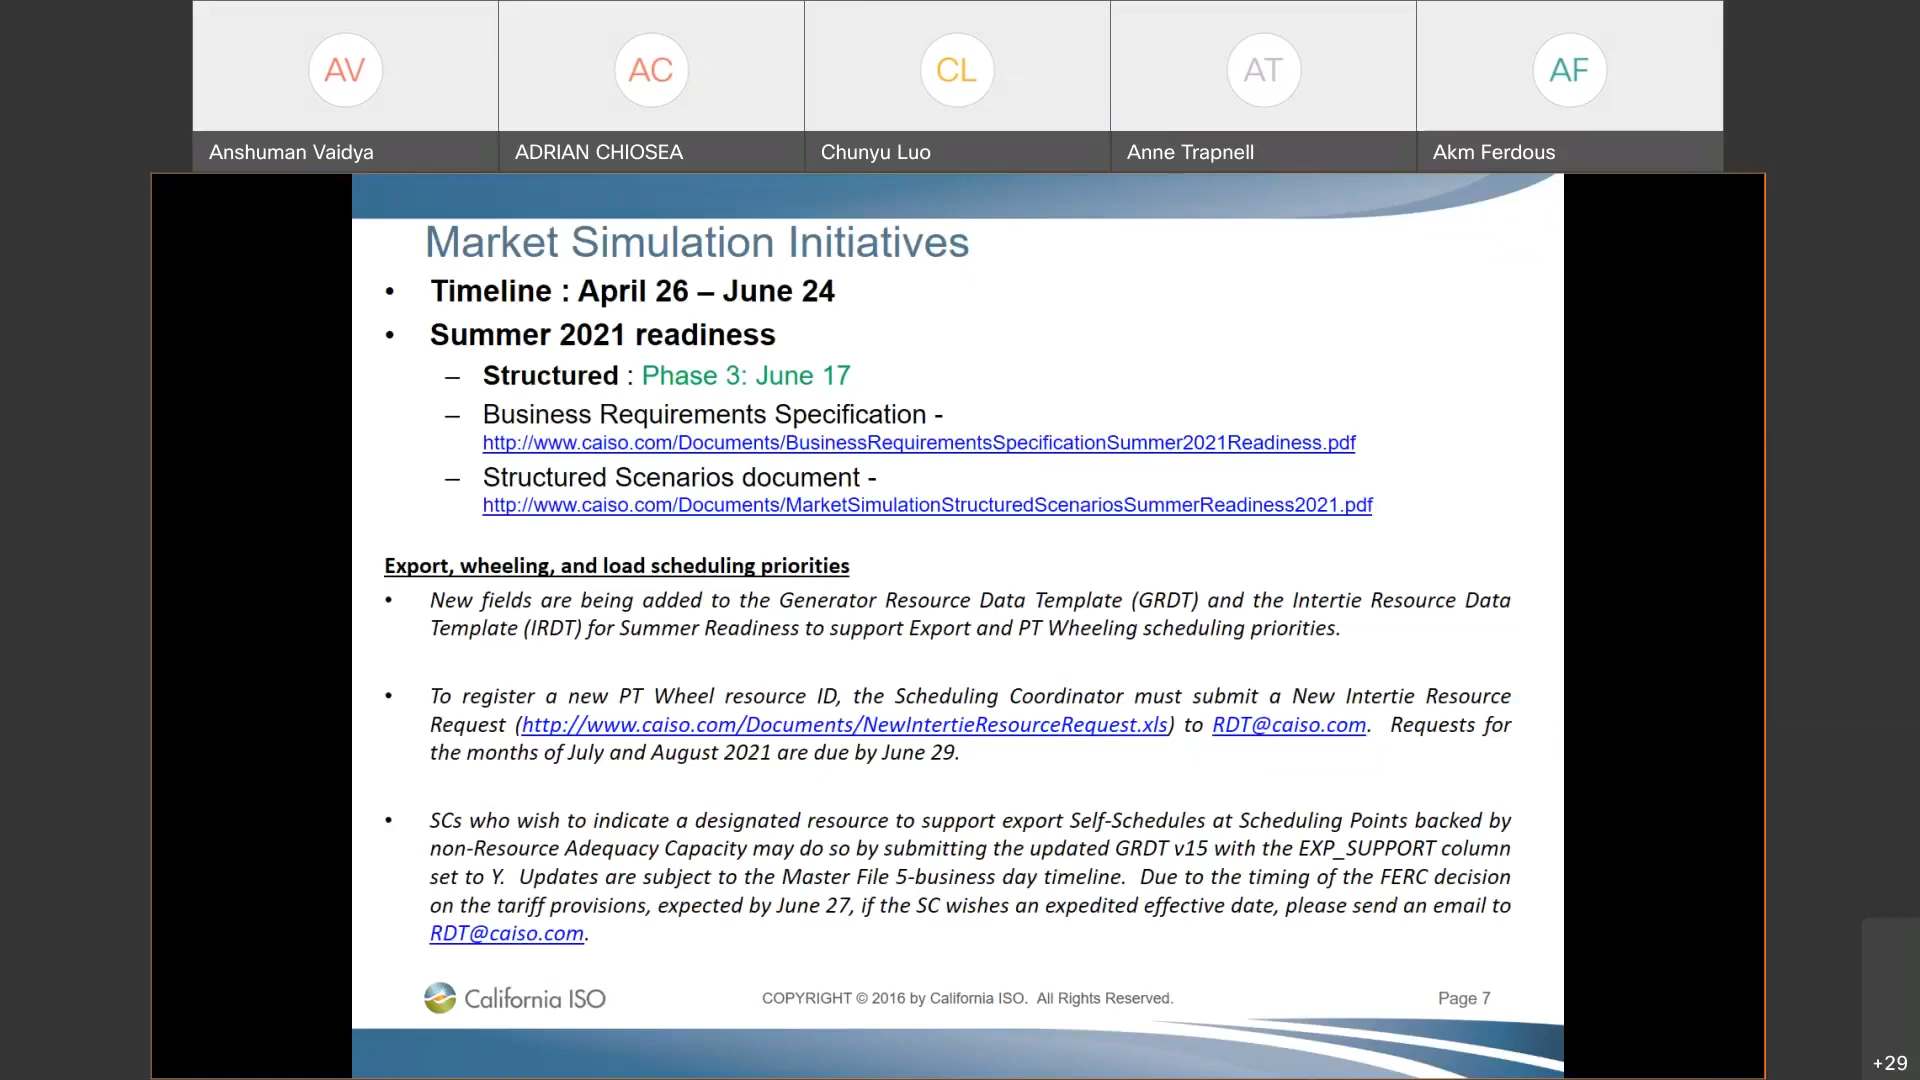 AV
AC
CL
AT
AF
Anshuman Vaidya
ADRIAN CHIOSEA
Chunyu Luo
Anne Trapnell
Akm Ferdous
Market Simulation Initiatives
• Timeline : April 26 – June 24
• Summer 2021 readiness
– Structured : Phase 3: June 17
– Business Requirements Specification -
http://www.caiso.com/Documents/BusinessRequirementsSpecificationSummer2021Readiness.pdf
– Structured Scenarios document -
http://www.caiso.com/Documents/MarketSimulationStructuredScenariosSummerReadiness2021.pdf
Export, wheeling, and load scheduling priorities
• New fields are being added to the Generator Resource Data Template (GRDT) and the Intertie Resource Data
Template (IRDT) for Summer Readiness to support Export and PT Wheeling scheduling priorities.
• To register a new PT Wheel resource ID, the Scheduling Coordinator must submit a New Intertie Resource
Request (http://www.caiso.com/Documents/NewIntertieResourceRequest.xls) to RDT@caiso.com. Requests for
the months of July and August 2021 are due by June 29.
• SCs who wish to indicate a designated resource to support export Self-Schedules at Scheduling Points backed by
non-Resource Adequacy Capacity may do so by submitting the updated GRDT v15 with the EXP_SUPPORT column
set to Y. Updates are subject to the Master File 5-business day timeline. Due to the timing of the FERC decision
on the tariff provisions, expected by June 27, if the SC wishes an expedited effective date, please send an email to
RDT@caiso.com.
California ISO
COPYRIGHT © 2016 by California ISO. All Rights Reserved.
Page 7
+29